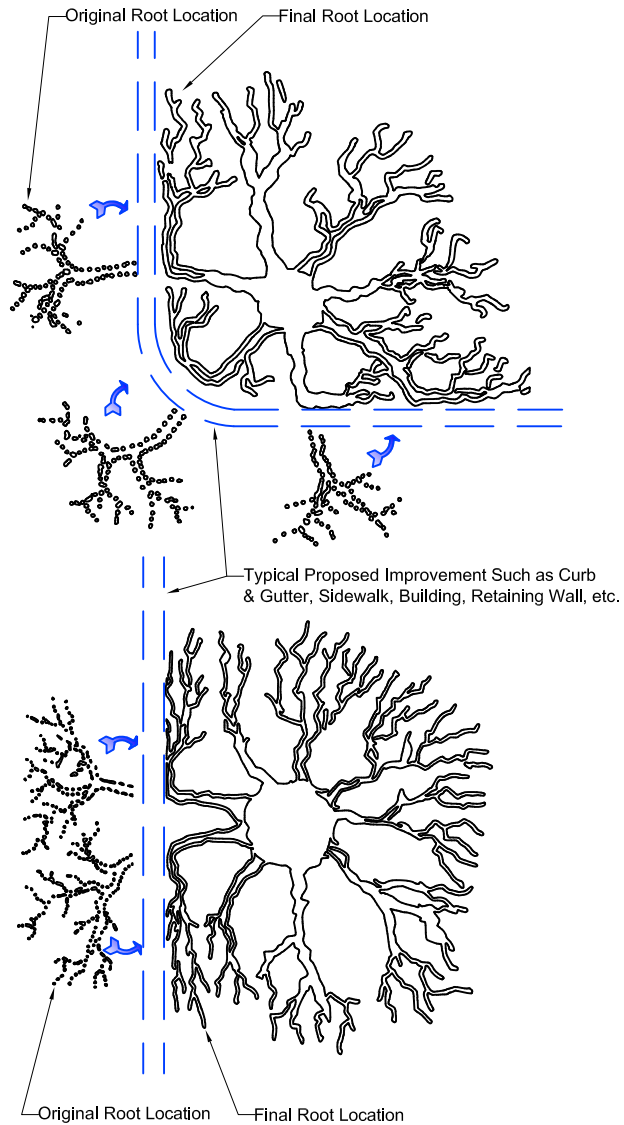 Original Root Location
Final Root Location
Typical Proposed Improvement Such as Curb
& Gutter, Sidewalk, Building, Retaining Wall, etc.
Original Root Location
Final Root Location